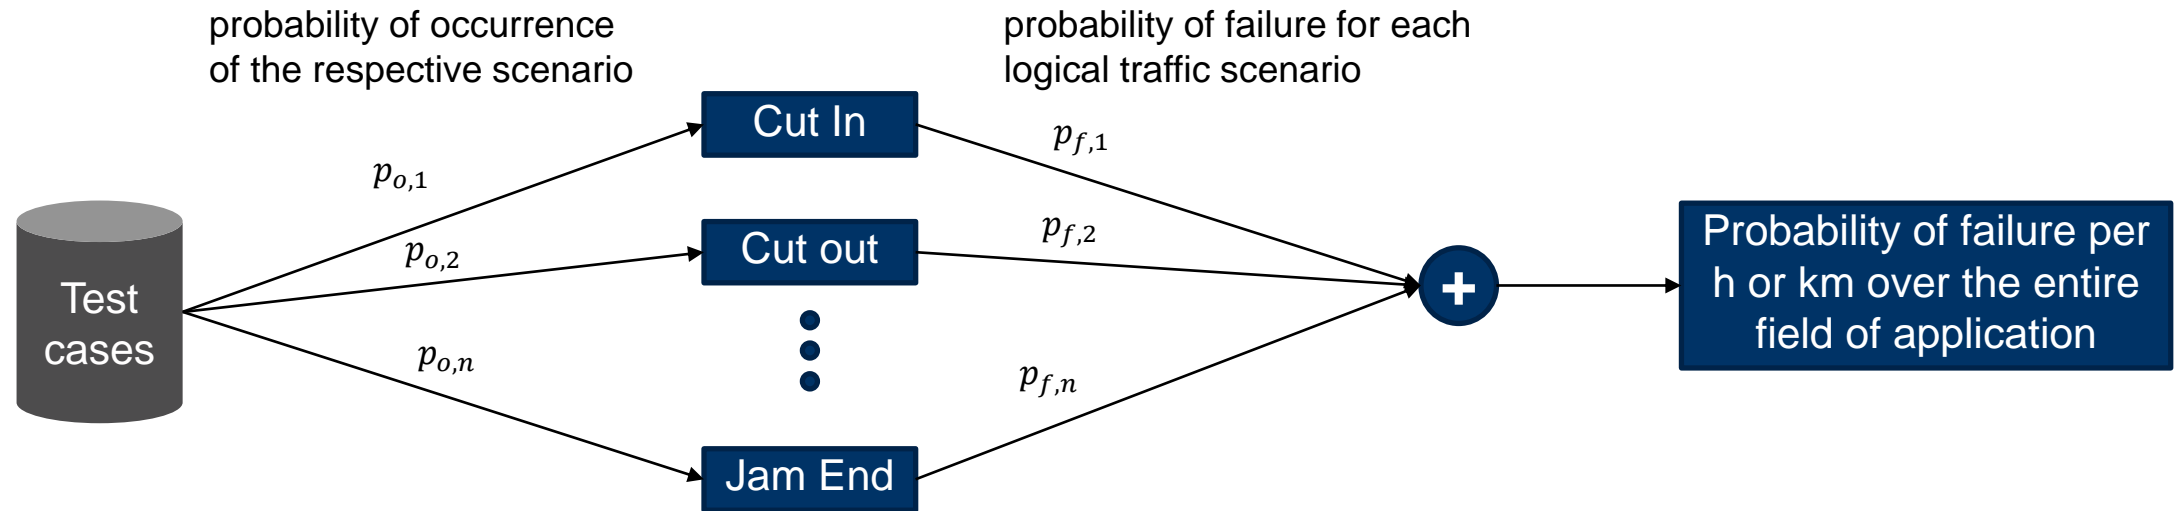 probability of occurrence
of the respective scenario
probability of failure for each
logical traffic scenario
Cut In
p_{f,1}
p_{o,1}
Cut out
p_{f,2}
p_{o,2}
Test
cases
+
Probability of failure per
h or km over the entire
field of application
p_{o,n}
p_{f,n}
Jam End